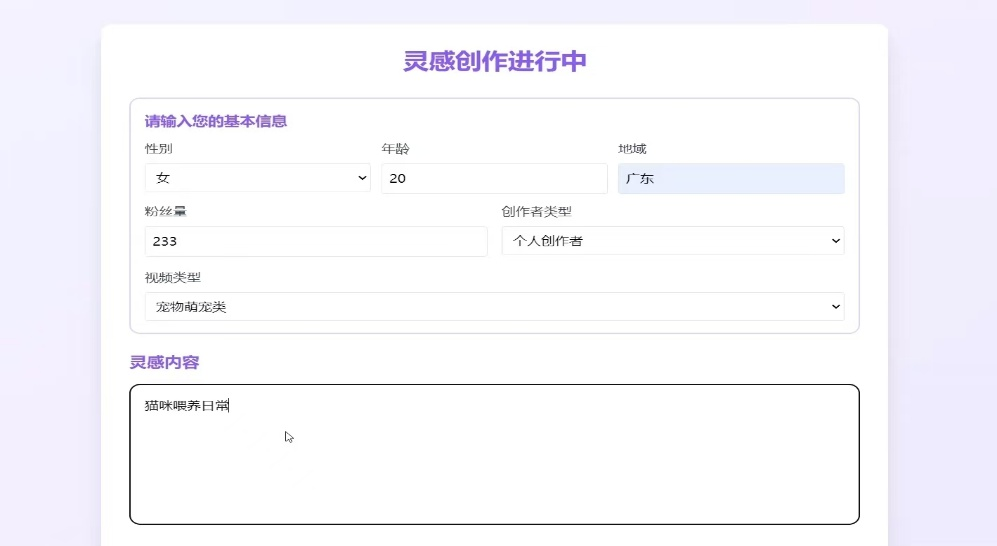 灵感创作进行中
请输入您的基本信息
性别 年龄 地域
女 20 广东
粉丝量 创作者类型
233 个人创作者
视频类型
宠物萌宠类
灵感内容
猫咪喂养日常